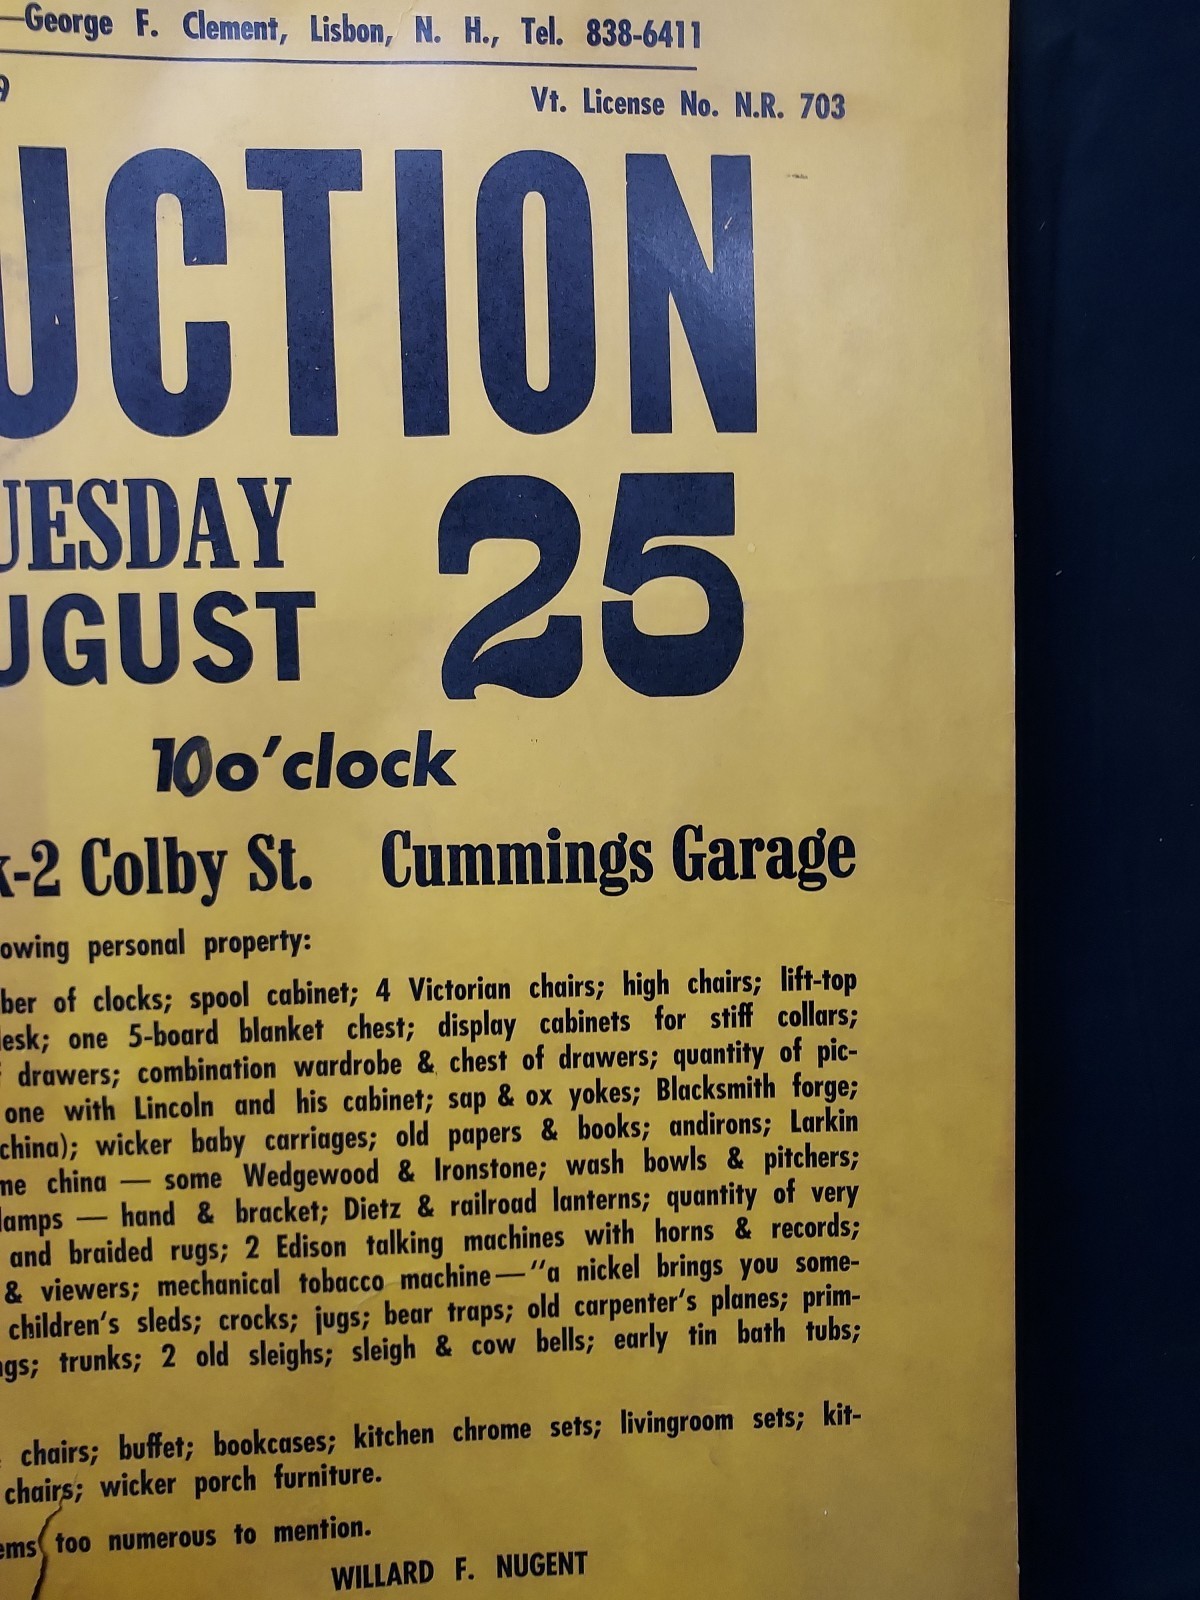 —George F. Clement, Lisbon, N. H., Tel. 838-6411
9
Vt. License No. N.R. 703
UCTION
UESDAY
UGUST 25
10 o'clock
k-2 Colby St. Cummings Garage
owing personal property:
ber of clocks; spool cabinet; 4 Victorian chairs; high chairs; lift-top
esk; one 5-board blanket chest; display cabinets for stiff collars;
drawers; combination wardrobe & chest of drawers; quantity of pic-
one with Lincoln and his cabinet; sap & ox yokes; Blacksmith forge;
china); wicker baby carriages; old papers & books; andirons; Larkin
me china — some Wedgewood & Ironstone; wash bowls & pitchers;
lamps — hand & bracket; Dietz & railroad lanterns; quantity of very
and braided rugs; 2 Edison talking machines with horns & records;
& viewers; mechanical tobacco machine—"a nickel brings you some-
children's sleds; crocks; jugs; bear traps; old carpenter's planes; prim-
ngs; trunks; 2 old sleighs; sleigh & cow bells; early tin bath tubs;
chairs; buffet; bookcases; kitchen chrome sets; livingroom sets; kit-
chairs; wicker porch furniture.
ems too numerous to mention.
WILLARD F. NUGENT